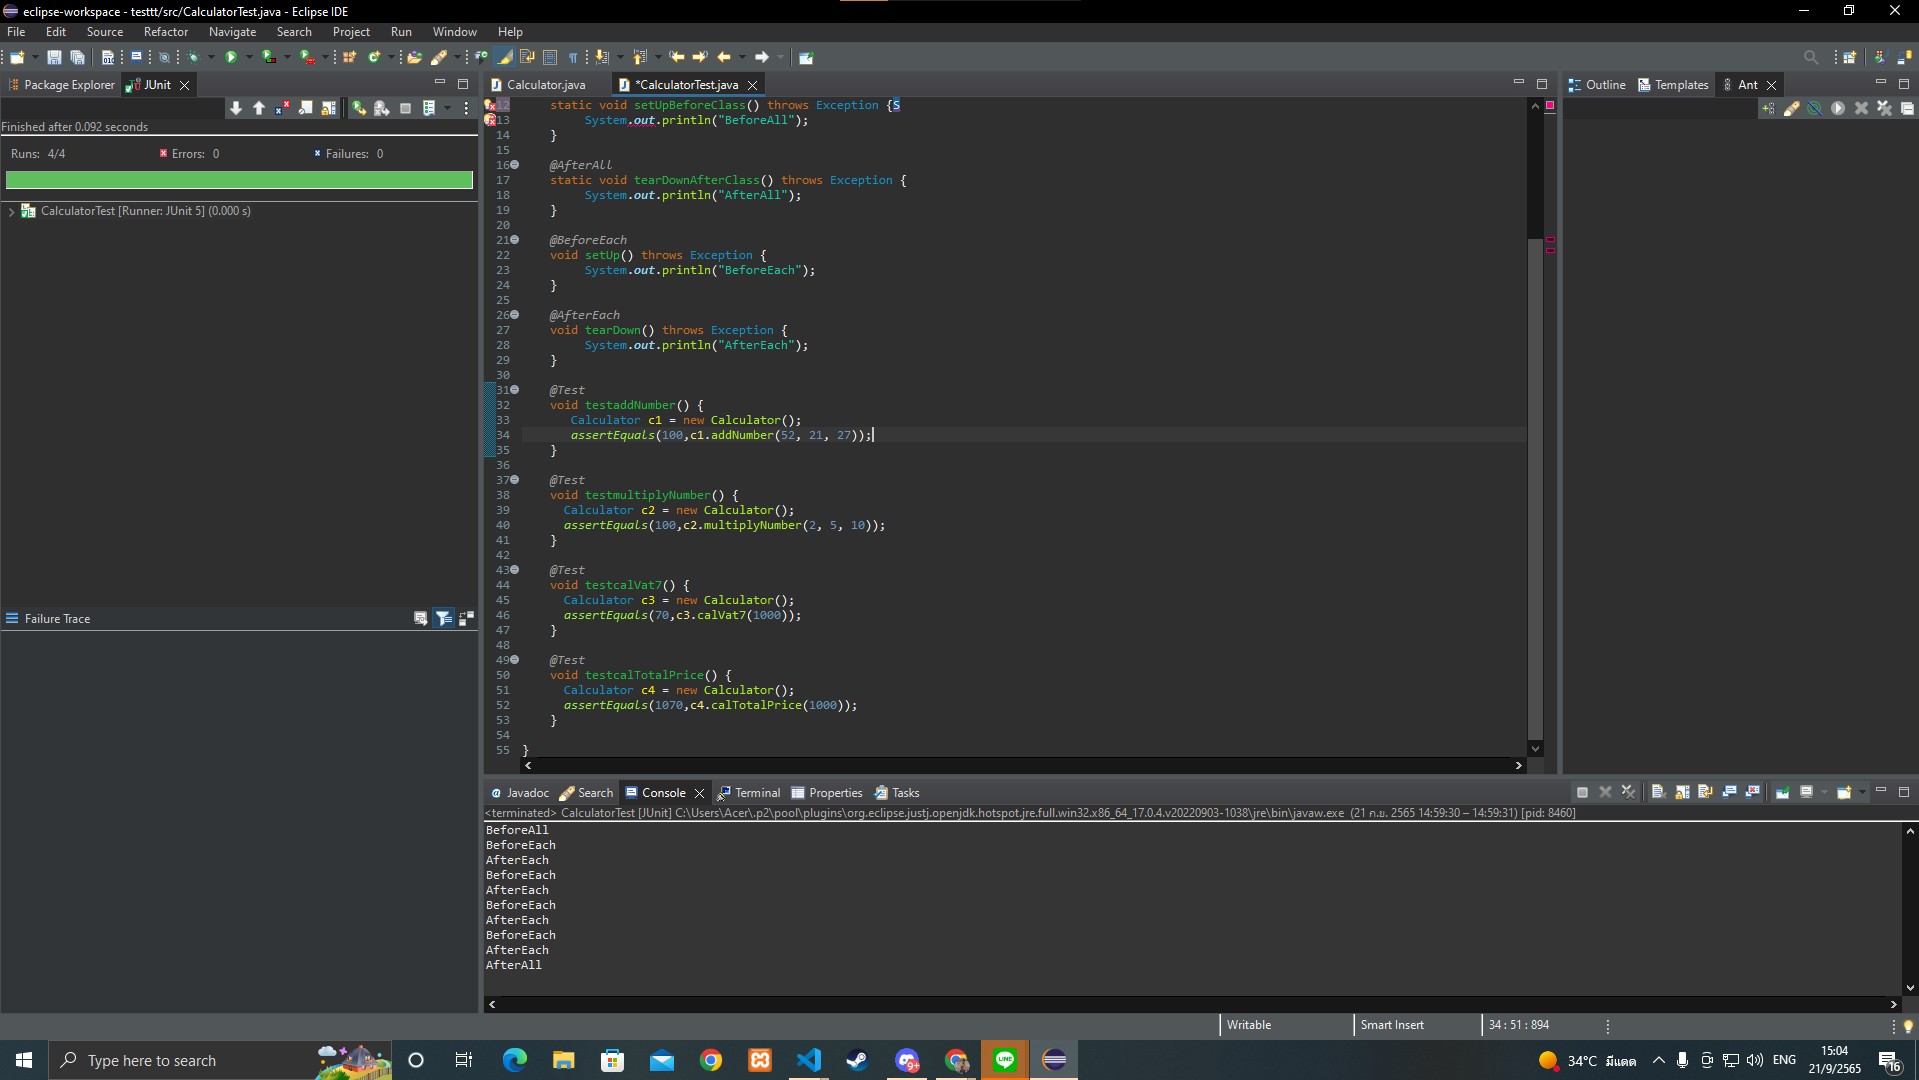 eclipse-workspace - testtt/src/CalculatorTest.java - Eclipse IDE
File Edit Source Refactor Navigate Search Project Run Window Help
Package Explorer JUnit
Calculator.java *CalculatorTest.java
Outline Templates Ant
Finished after 0.092 seconds
Runs: 4/4 Errors: 0 Failures: 0
CalculatorTest [Runner: JUnit 5] (0.000 s)
Failure Trace
12 static void setUpBeforeClass() throws Exception {S
13 System.out.println("BeforeAll");
14 }
15
16 @AfterAll
17 static void tearDownAfterClass() throws Exception {
18 System.out.println("AfterAll");
19 }
20
21 @BeforeEach
22 void setUp() throws Exception {
23 System.out.println("BeforeEach");
24 }
25
26 @AfterEach
27 void tearDown() throws Exception {
28 System.out.println("AfterEach");
29 }
30
31 @Test
32 void testaddNumber() {
33 Calculator c1 = new Calculator();
34 assertEquals(100,c1.addNumber(52, 21, 27));
35 }
36
37 @Test
38 void testmultiplyNumber() {
39 Calculator c2 = new Calculator();
40 assertEquals(100,c2.multiplyNumber(2, 5, 10));
41 }
42
43 @Test
44 void testcalVat7() {
45 Calculator c3 = new Calculator();
46 assertEquals(70,c3.calVat7(1000));
47 }
48
49 @Test
50 void testcalTotalPrice() {
51 Calculator c4 = new Calculator();
52 assertEquals(1070,c4.calTotalPrice(1000));
53 }
54
55 }
Javadoc Search Console Terminal Properties Tasks
<terminated> CalculatorTest [JUnit] C:\Users\Acer\.p2\pool\plugins\org.eclipse.justj.openjdk.hotspot.jre.full.win32.x86_64_17.0.4.v20220903-1038\jre\bin\javaw.exe (21 ก.ย. 2565 14:59:30 – 14:59:31) [pid: 8460]
BeforeAll
BeforeEach
AfterEach
BeforeEach
AfterEach
BeforeEach
AfterEach
BeforeEach
AfterEach
AfterAll
Writable Smart Insert 34 : 51 : 894
Type here to search
9+
LINE
34°C มีแดด
ENG
15:04
21/9/2565
16